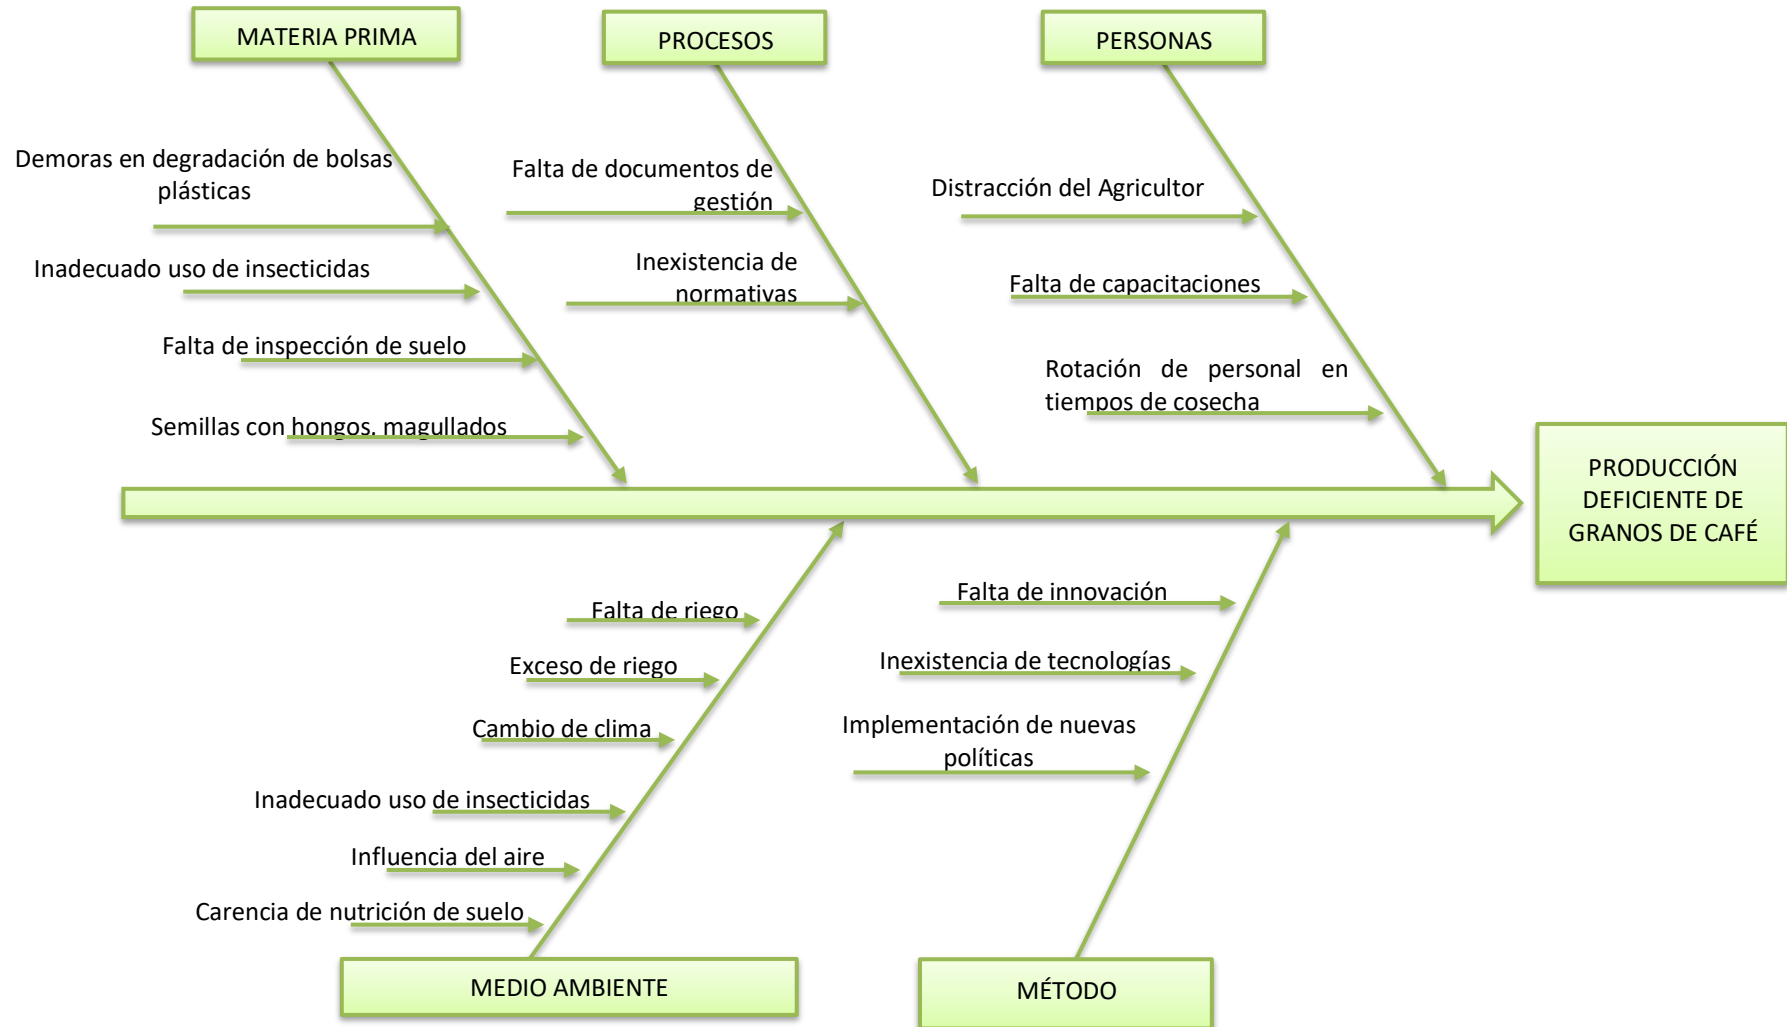 MATERIA PRIMA
PROCESOS
PERSONAS
Demoras en degradación de bolsas
plásticas
Inadecuado uso de insecticidas
Falta de inspección de suelo
Semillas con hongos, magullados
Falta de documentos de
gestión
Inexistencia de
normativas
Distracción del Agricultor
Falta de capacitaciones
Rotación de personal en
tiempos de cosecha
PRODUCCIÓN
DEFICIENTE DE
GRANOS DE CAFÉ
Falta de riego
Exceso de riego
Cambio de clima
Inadecuado uso de insecticidas
Influencia del aire
Carencia de nutrición de suelo
Falta de innovación
Inexistencia de tecnologías
Implementación de nuevas
políticas
MEDIO AMBIENTE
MÉTODO